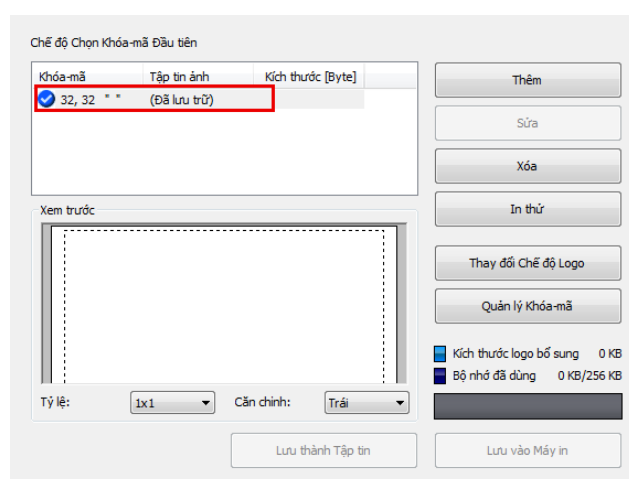 Chế độ Chọn Khóa-mã Đầu tiên
Khóa-mã Tập tin ảnh Kích thước [Byte]
32, 32 " " (Đã lưu trữ)
Thêm
Sửa
Xóa
In thử
Xem trước
Thay đổi Chế độ Logo
Quản lý Khóa-mã
Kích thước logo bổ sung 0 KB
Bộ nhớ đã dùng 0 KB/256 KB
Tỷ lệ: 1x1 Căn chỉnh: Trái
Lưu thành Tập tin Lưu vào Máy in